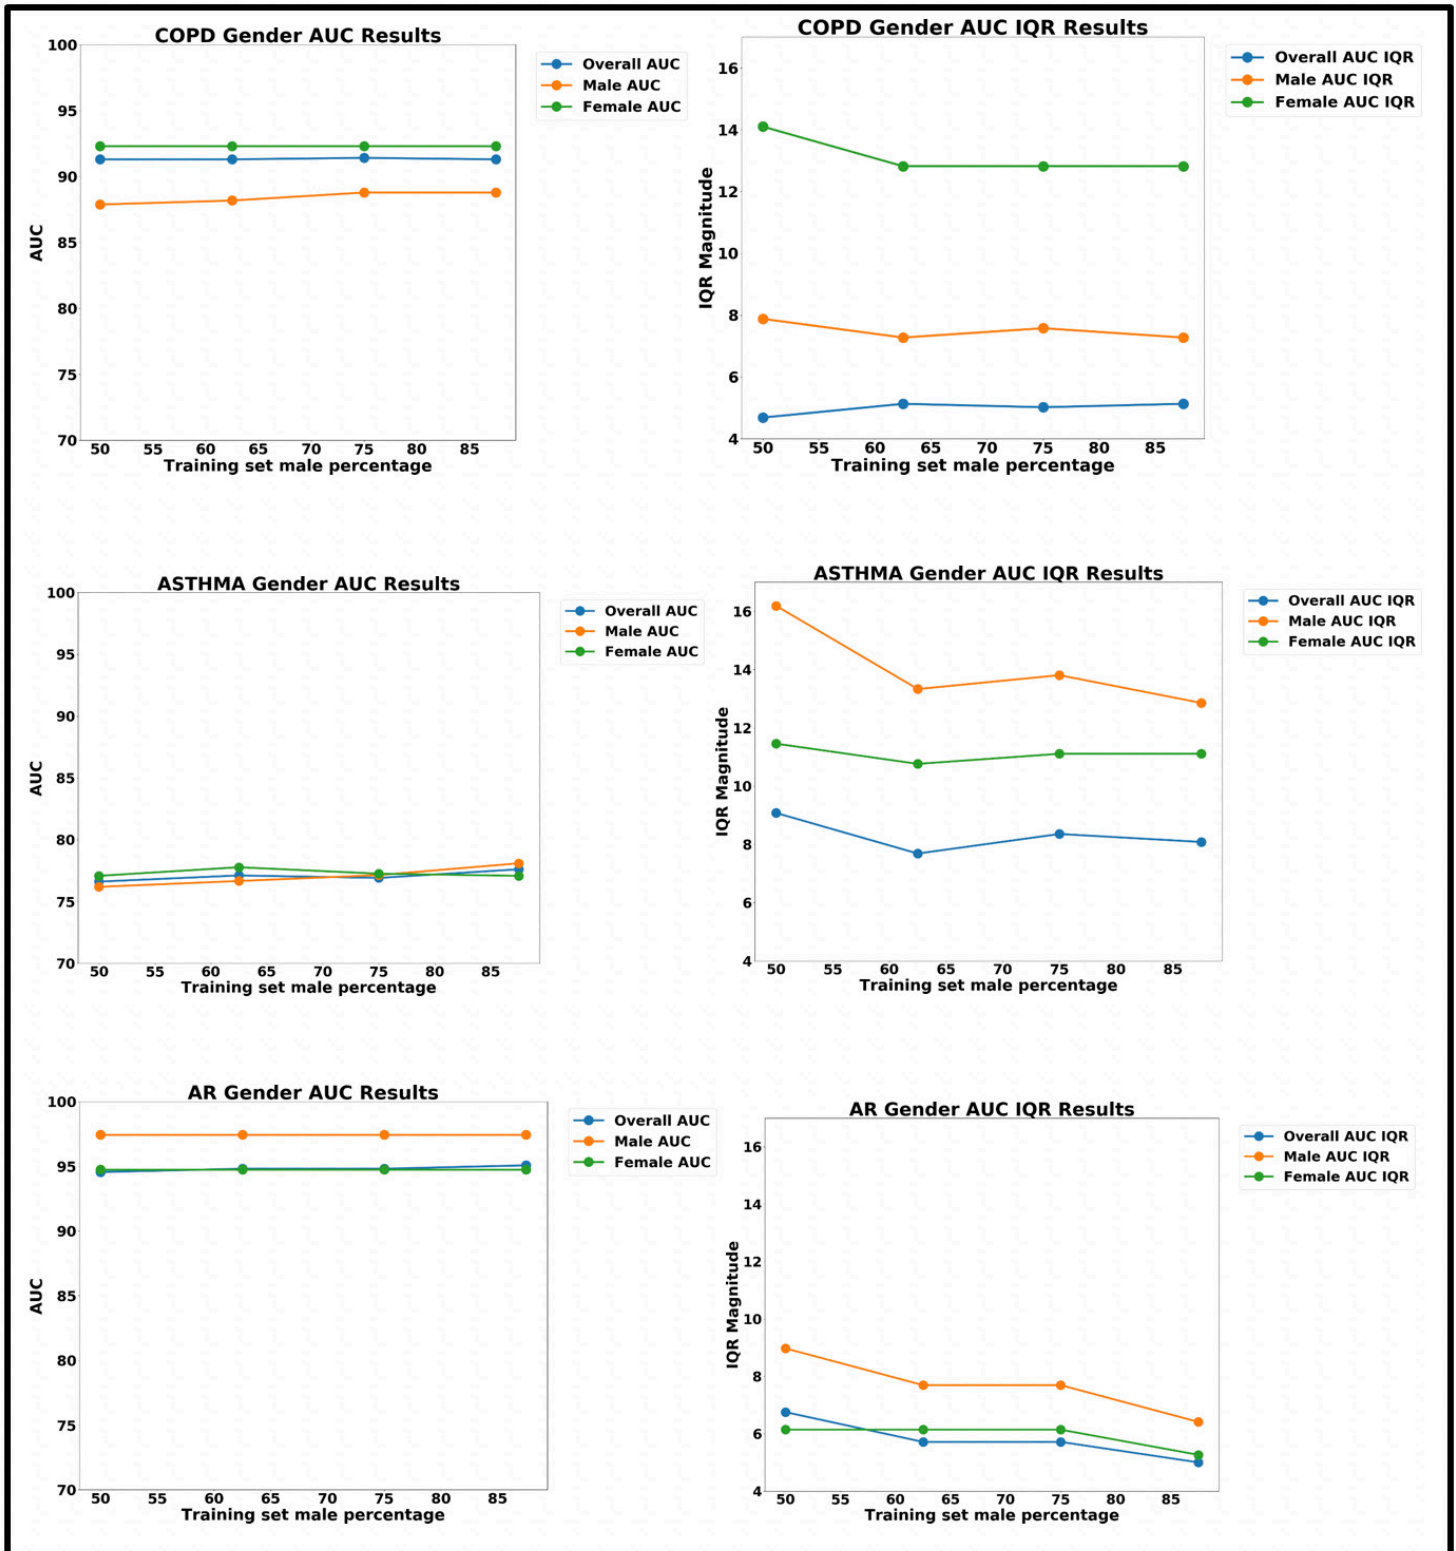 COPD Gender AUC Results
100
95
90
85
80
75
70
AUC
50 55 60 65 70 75 80 85
Training set male percentage
Overall AUC
Male AUC
Female AUC
COPD Gender AUC IQR Results
16
14
12
10
8
6
4
IQR Magnitude
50 55 60 65 70 75 80 85
Training set male percentage
Overall AUC IQR
Male AUC IQR
Female AUC IQR
ASTHMA Gender AUC Results
100
95
90
85
80
75
70
AUC
50 55 60 65 70 75 80 85
Training set male percentage
Overall AUC
Male AUC
Female AUC
ASTHMA Gender AUC IQR Results
16
14
12
10
8
6
4
IQR Magnitude
50 55 60 65 70 75 80 85
Training set male percentage
Overall AUC IQR
Male AUC IQR
Female AUC IQR
AR Gender AUC Results
100
95
90
85
80
75
70
AUC
50 55 60 65 70 75 80 85
Training set male percentage
Overall AUC
Male AUC
Female AUC
AR Gender AUC IQR Results
16
14
12
10
8
6
4
IQR Magnitude
50 55 60 65 70 75 80 85
Training set male percentage
Overall AUC IQR
Male AUC IQR
Female AUC IQR